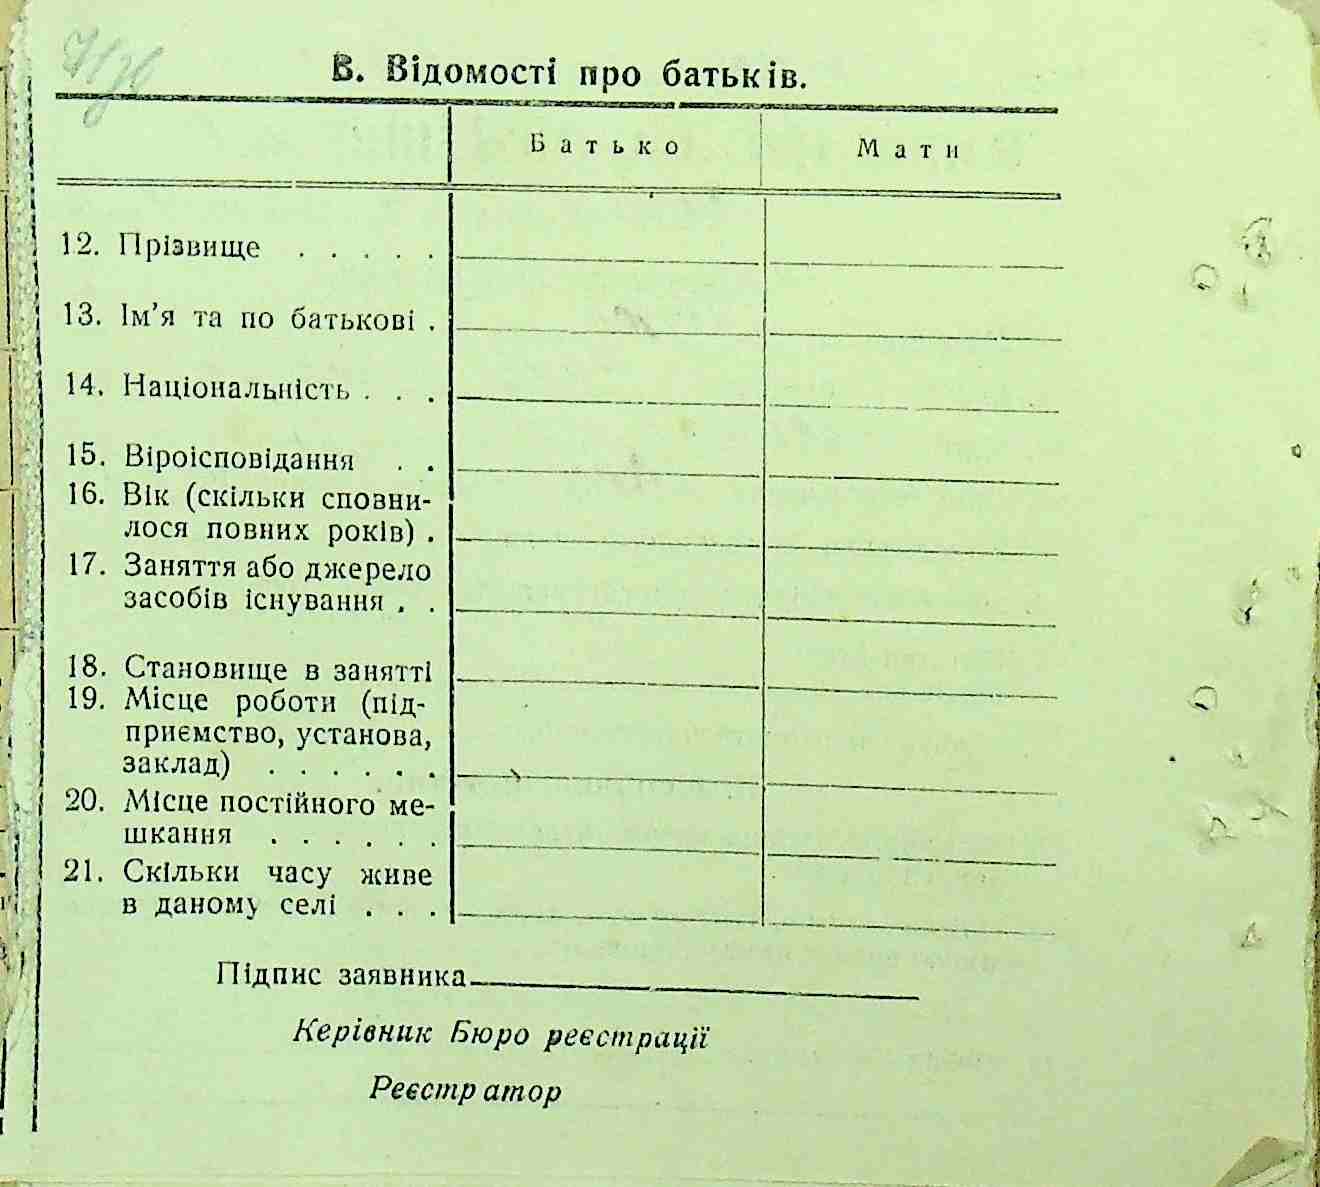 В. Відомості про батьків.
Батько Мати
12. Прізвище . . . . .
13. Ім’я та по батькові .
14. Національність . . .
15. Віроісповідання . .
16. Вік (скільки сповни-
лося повних років) .
17. Заняття або джерело
засобів існування . .
18. Становище в занятті
19. Місце роботи (під-
приємство, установа,
заклад) . . . . . .
20. Місце постійного ме-
шкання . . . . . .
21. Скільки часу живе
в даному селі . . .
Підпис заявника
Керівник Бюро реєстрації
Реєстратор